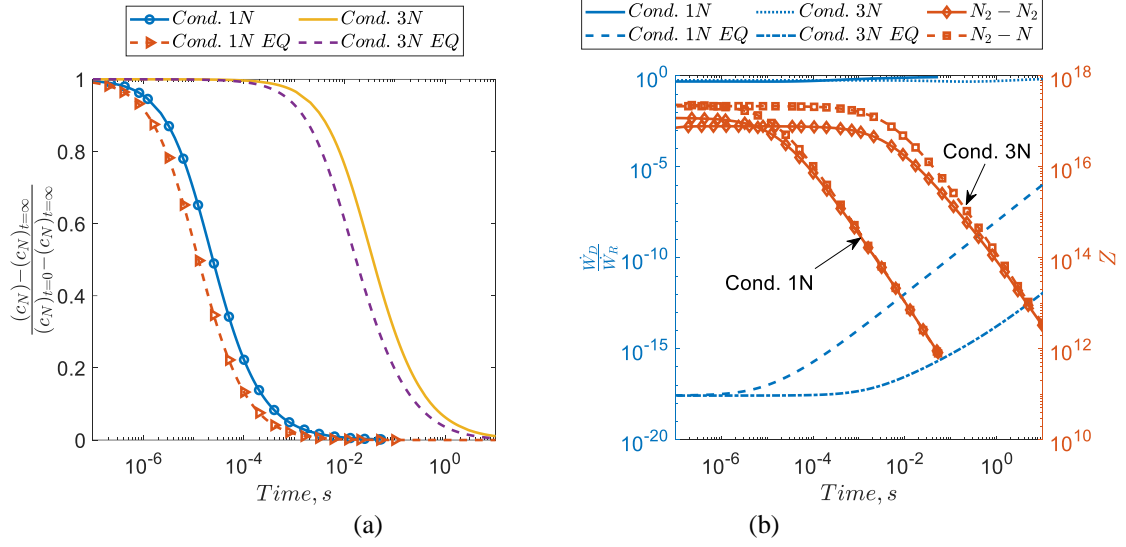 Cond. 1N Cond. 3N
Cond. 1N EQ Cond. 3N EQ
1
0.8
0.6
0.4
0.2
0
(c_N)−(c_N)_{t=∞}
(c_N)_{t=0}−(c_N)_{t=∞}
10^{-6} 10^{-4} 10^{-2} 10^{0}
Time, s
(a)
Cond. 1N Cond. 3N N_2 − N_2
Cond. 1N EQ Cond. 3N EQ N_2 − N
10^{0}
10^{-5}
10^{-10}
10^{-15}
10^{-20}
Ẇ_D
Ẇ_R
Cond. 3N
Cond. 1N
10^{18}
10^{16}
10^{14}
10^{12}
10^{10}
Z
10^{-6} 10^{-4} 10^{-2} 10^{0}
Time, s
(b)